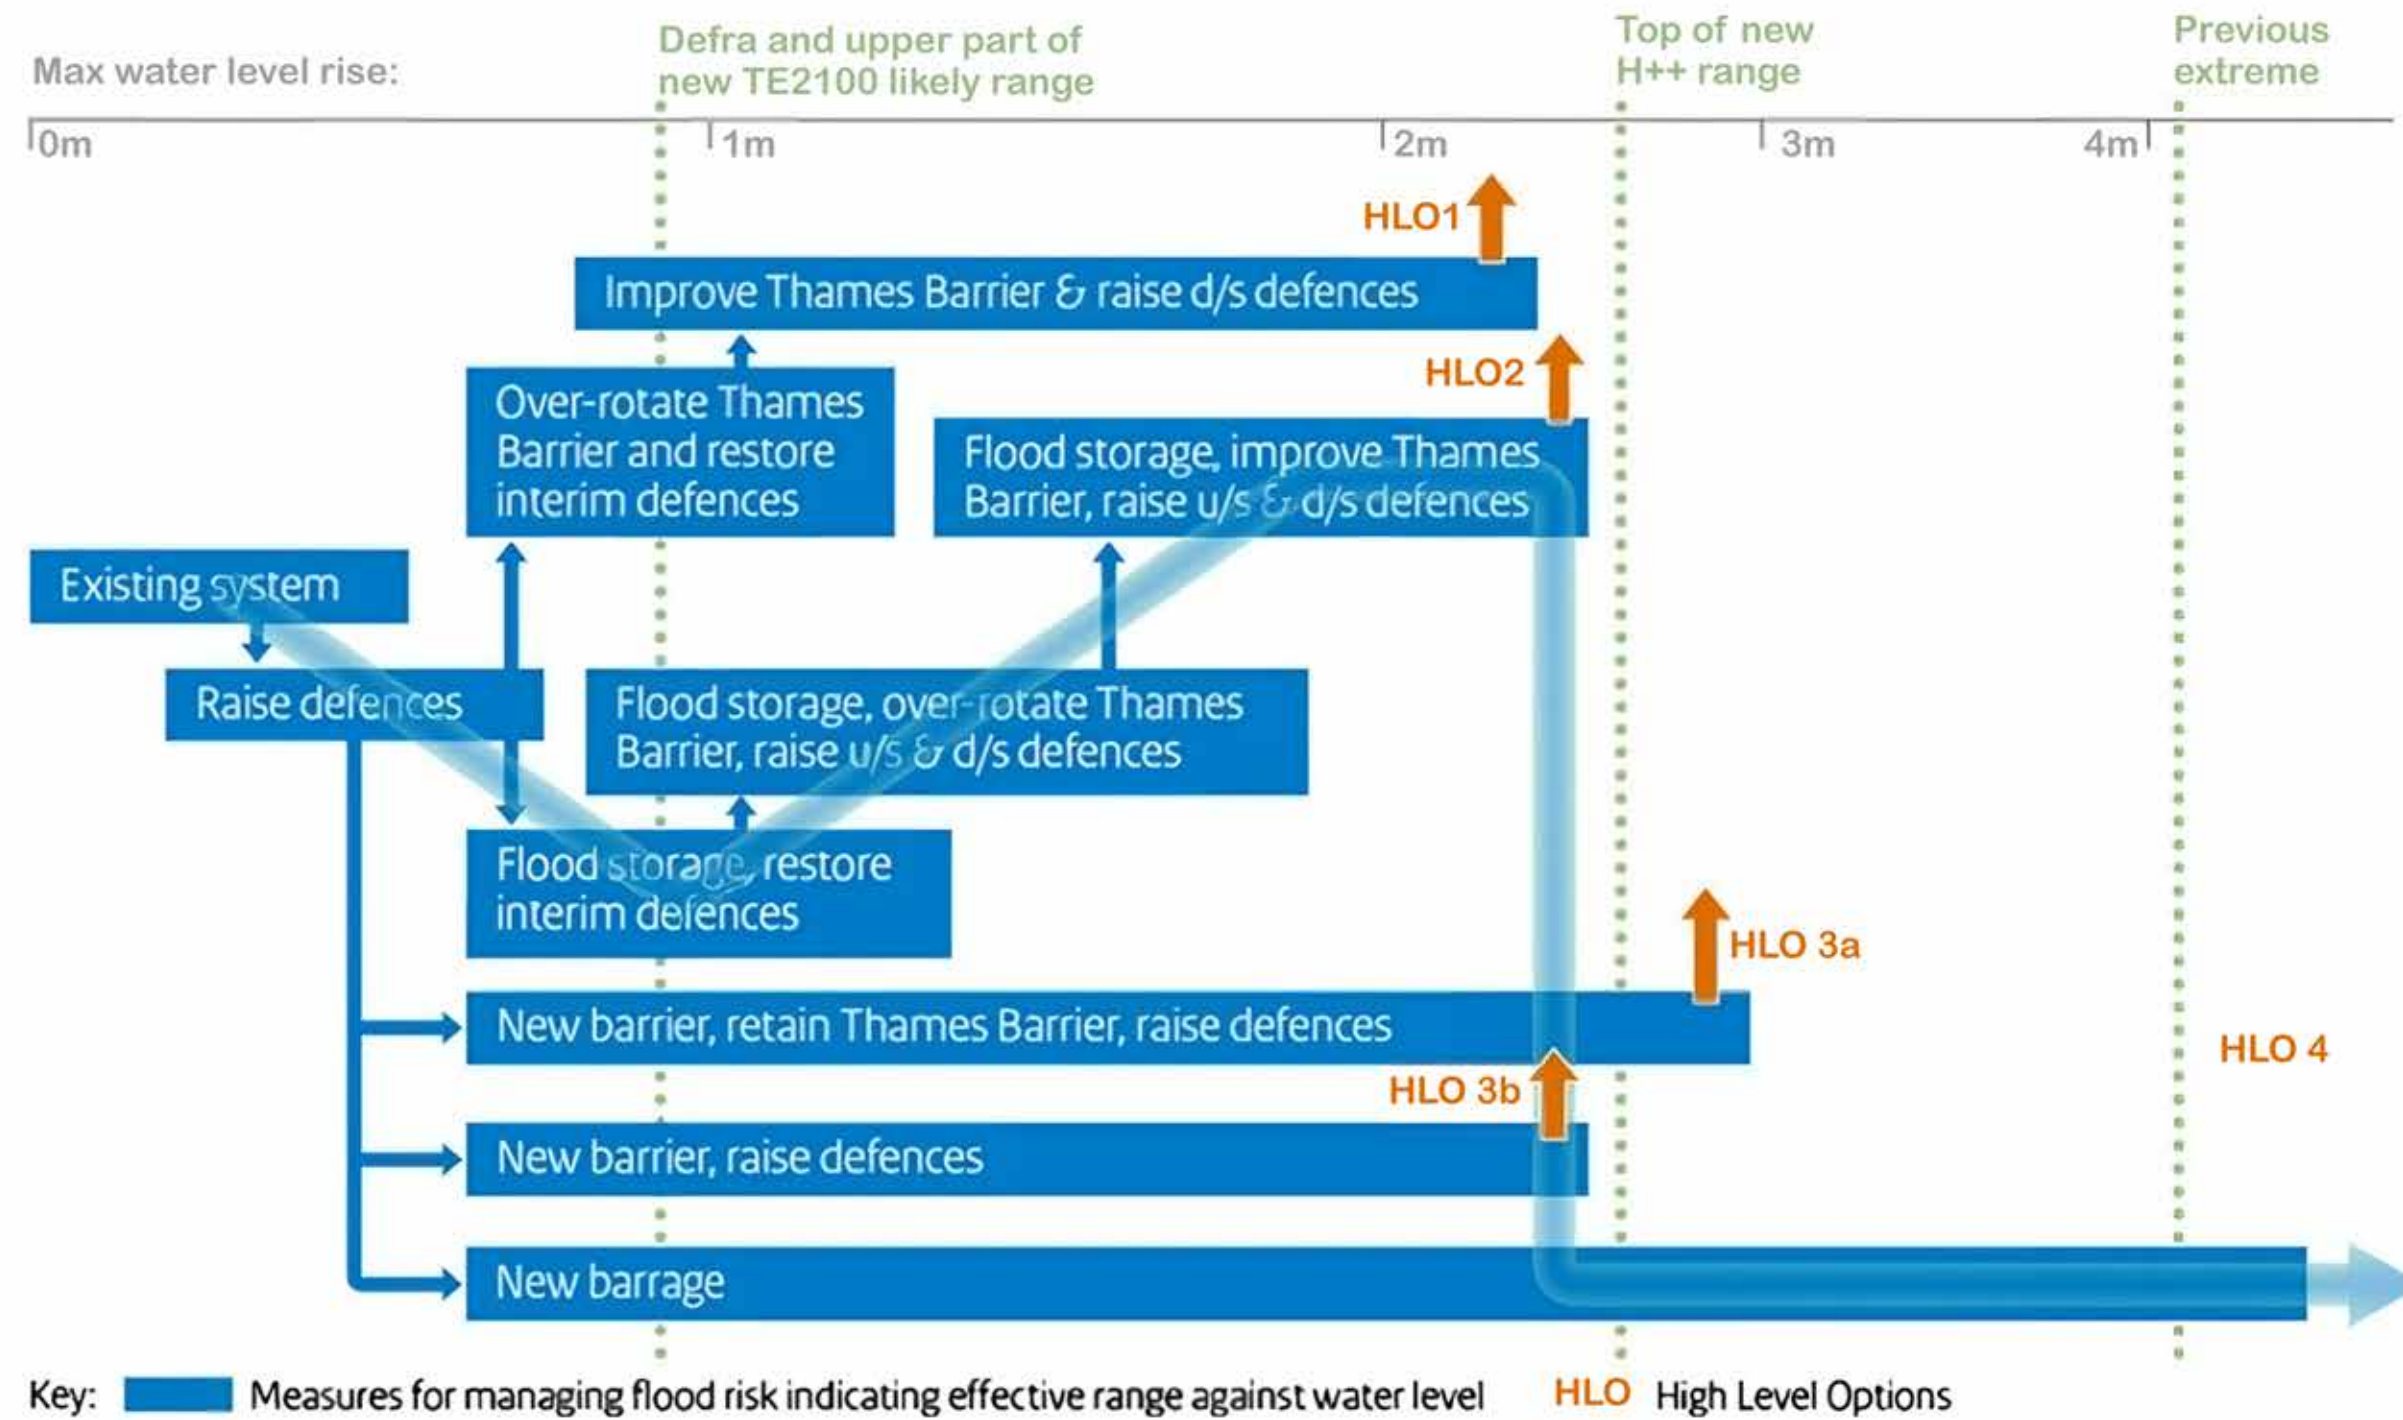 Max water level rise:
Defra and upper part of
new TE2100 likely range
Top of new
H++ range
Previous
extreme
0m
1m
2m
3m
4m
HLO1
Improve Thames Barrier & raise d/s defences
HLO2
Over-rotate Thames
Barrier and restore
interim defences
Flood storage, improve Thames
Barrier, raise u/s & d/s defences
Existing system
Raise defences
Flood storage, over-rotate Thames
Barrier, raise u/s & d/s defences
Flood storage, restore
interim defences
HLO 3a
New barrier, retain Thames Barrier, raise defences
HLO 4
HLO 3b
New barrier, raise defences
New barrage
Key:
Measures for managing flood risk indicating effective range against water level
HLO High Level Options